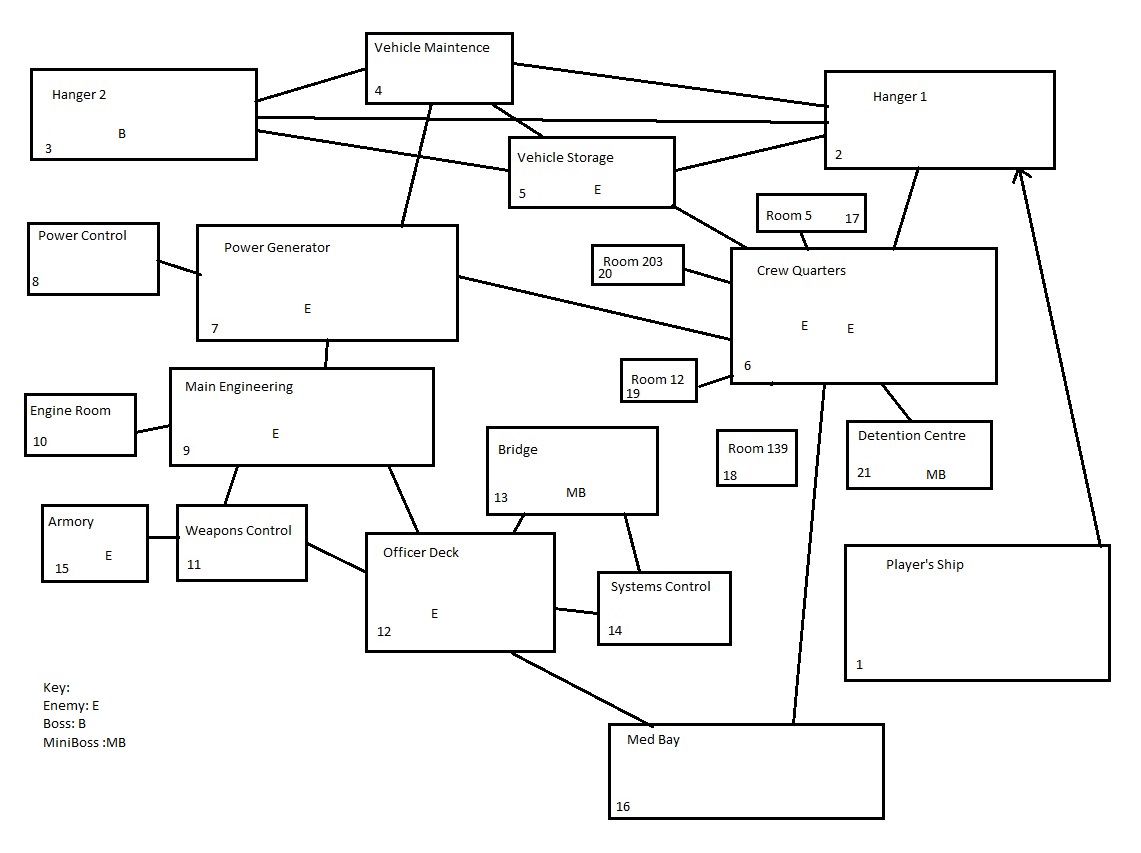 Vehicle Maintence
4
Hanger 2
B
3
Hanger 1
2
Vehicle Storage
5 E
Room 5 17
Power Control
8
Power Generator
E
7
Room 203
20
Crew Quarters
E E
6
Room 12
19
Main Engineering
E
9
Engine Room
10
Bridge
13 MB
Room 139
18
Detention Centre
21 MB
Armory
E
15
Weapons Control
11
Officer Deck
E
12
Systems Control
14
Player's Ship
1
Key:
Enemy: E
Boss: B
MiniBoss :MB
Med Bay
16